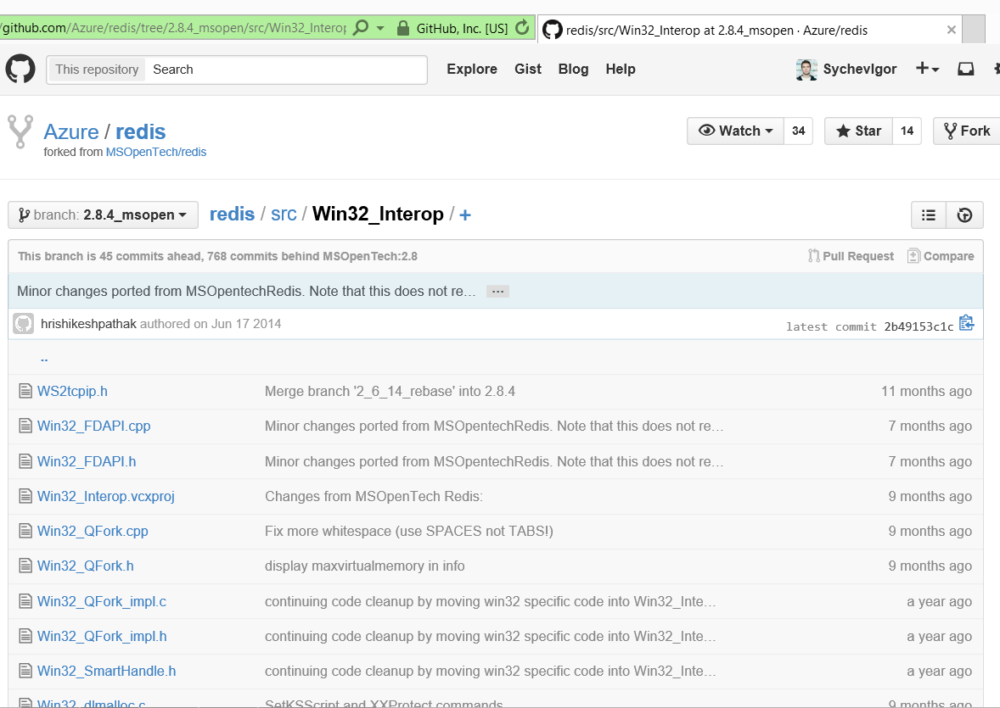 /github.com/Azure/redis/tree/2.8.4_msopen/src/Win32_Interop GitHub, Inc. [US] redis/src/Win32_Interop at 2.8.4_msopen · Azure/redis ×
This repository Search Explore Gist Blog Help SychevIgor +
Azure / redis Watch 34 Star 14 Fork
forked from MSOpenTech/redis
branch: 2.8.4_msopen redis / src / Win32_Interop / +
This branch is 45 commits ahead, 768 commits behind MSOpenTech:2.8 Pull Request Compare
Minor changes ported from MSOpentechRedis. Note that this does not re… …
hrishikeshpathak authored on Jun 17 2014 latest commit 2b49153c1c
..
WS2tcpip.h Merge branch '2_6_14_rebase' into 2.8.4 11 months ago
Win32_FDAPI.cpp Minor changes ported from MSOpentechRedis. Note that this does not re… 7 months ago
Win32_FDAPI.h Minor changes ported from MSOpentechRedis. Note that this does not re… 7 months ago
Win32_Interop.vcxproj Changes from MSOpenTech Redis: 9 months ago
Win32_QFork.cpp Fix more whitespace (use SPACES not TABS!) 9 months ago
Win32_QFork.h display maxvirtualmemory in info 9 months ago
Win32_QFork_impl.c continuing code cleanup by moving win32 specific code into Win32_Inte… a year ago
Win32_QFork_impl.h continuing code cleanup by moving win32 specific code into Win32_Inte… a year ago
Win32_SmartHandle.h continuing code cleanup by moving win32 specific code into Win32_Inte… a year ago
Win32_dlmalloc.c SetKSScript and XXProtect commands 9 months ago